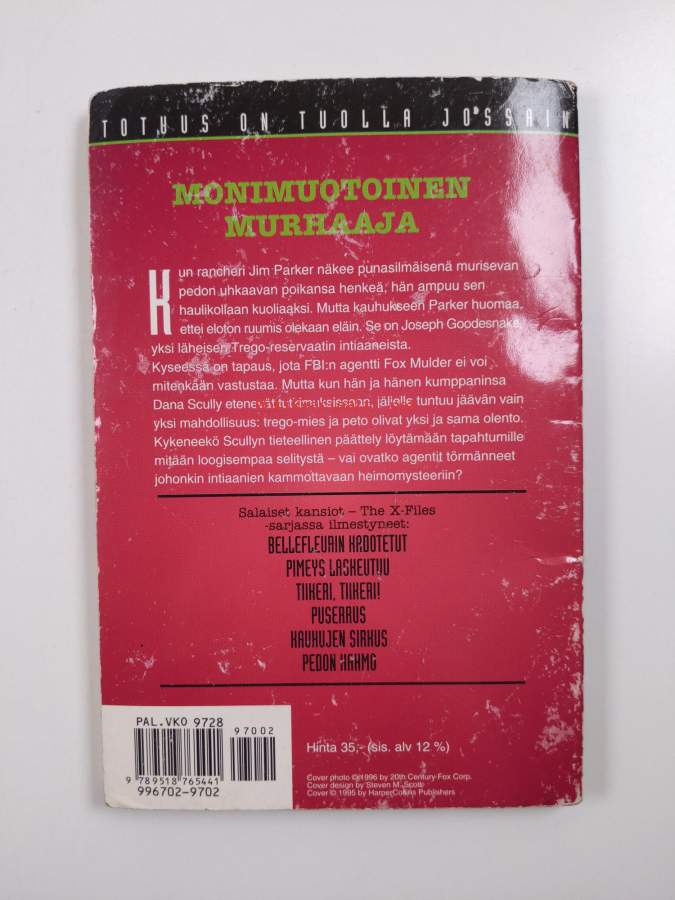 TOTUUS ON TUOLLA JOSSAIN
MONIMUOTOINEN
MURHAAJA
Kun rancheri Jim Parker näkee punasilmäisenä murisevan
pedon uhkaavan poikansa henkeä, hän ampuu sen
haulikollaan kuoliaaksi. Mutta kauhukseen Parker huomaa,
ettei eloton ruumis olekaan eläin. Se on Joseph Goodesnake,
yksi läheisen Trego-reservaatin intiaaneista.
Kyseessä on tapaus, jota FBI:n agentti Fox Mulder ei voi
mitenkään vastustaa. Mutta kun hän ja hänen kumppaninsa
Dana Scully etenevät tutkimuksissaan, jäljelle tuntuu jäävän vain
yksi mahdollisuus: trego-mies ja peto olivat yksi ja sama olento.
Kykeneekö Scullyn tieteellinen päättely löytämään tapahtumille
mitään loogisempaa selitystä – vai ovatko agentit törmänneet
johonkin intiaanien kammottavaan heimomysteeriin?
Salaiset kansiot – The X-Files
-sarjassa ilmestyneet:
BELLEFLEURIN KADOTETUT
PIMEYS LASKEUTUU
TIIKERI, TIIKERI!
PUSERRUS
KAUHUJEN SIRKUS
PEDON HAHMO
PAL.VKO 9728
97002
9 789518 765441
996702-9702
Hinta 35,- (sis. alv 12 %)
Cover photo © 1996 by 20th Century-Fox Corp.
Cover design by Steven M. Scott
Cover © 1995 by HarperCollins Publishers